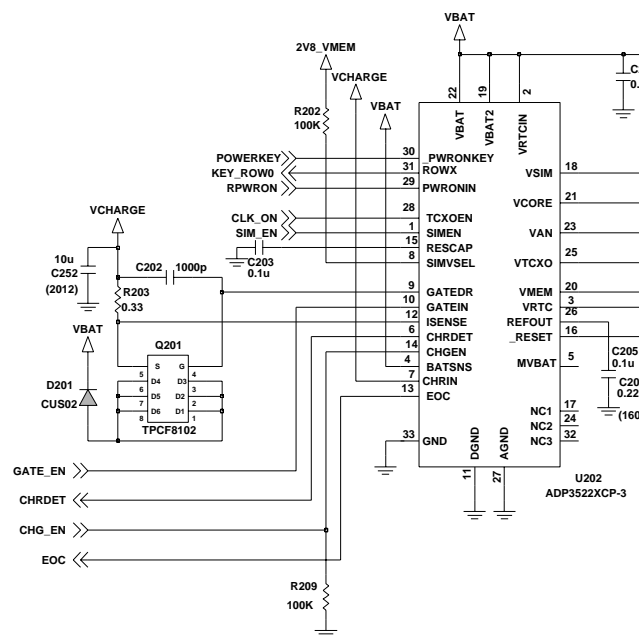 VBAT
2V8_VMEM
VCHARGE
VBAT
R202
100K
22
19
2
VBAT
VBAT2
VRTCIN
C2
0.
POWERKEY
KEY_ROW0
RPWRON
30
31
29
_PWRONKEY
ROWX
PWRONIN
VSIM
18
CLK_ON
SIM_EN
28
1
15
8
TCXOEN
SIMEN
RESCAP
SIMVSEL
VCORE
21
VAN
23
VTCXO
25
C203
0.1u
VCHARGE
10u
C252
(2012)
C202
1000p
R203
0.33
9
10
12
6
14
4
7
13
GATEDR
GATEIN
ISENSE
CHRDET
CHGEN
BATSNS
CHRIN
EOC
VMEM
20
VRTC
3
REFOUT
26
_RESET
16
MVBAT
5
C205
0.1u
C20
0.22
(160
VBAT
D201
CUS02
Q201
S
G
D4
D3
D5
D2
D6
D1
5
4
6
3
7
2
8
1
TPCF8102
NC1
17
NC2
24
NC3
32
33
GND
DGND
AGND
11
27
U202
ADP3522XCP-3
GATE_EN
CHRDET
CHG_EN
EOC
R209
100K